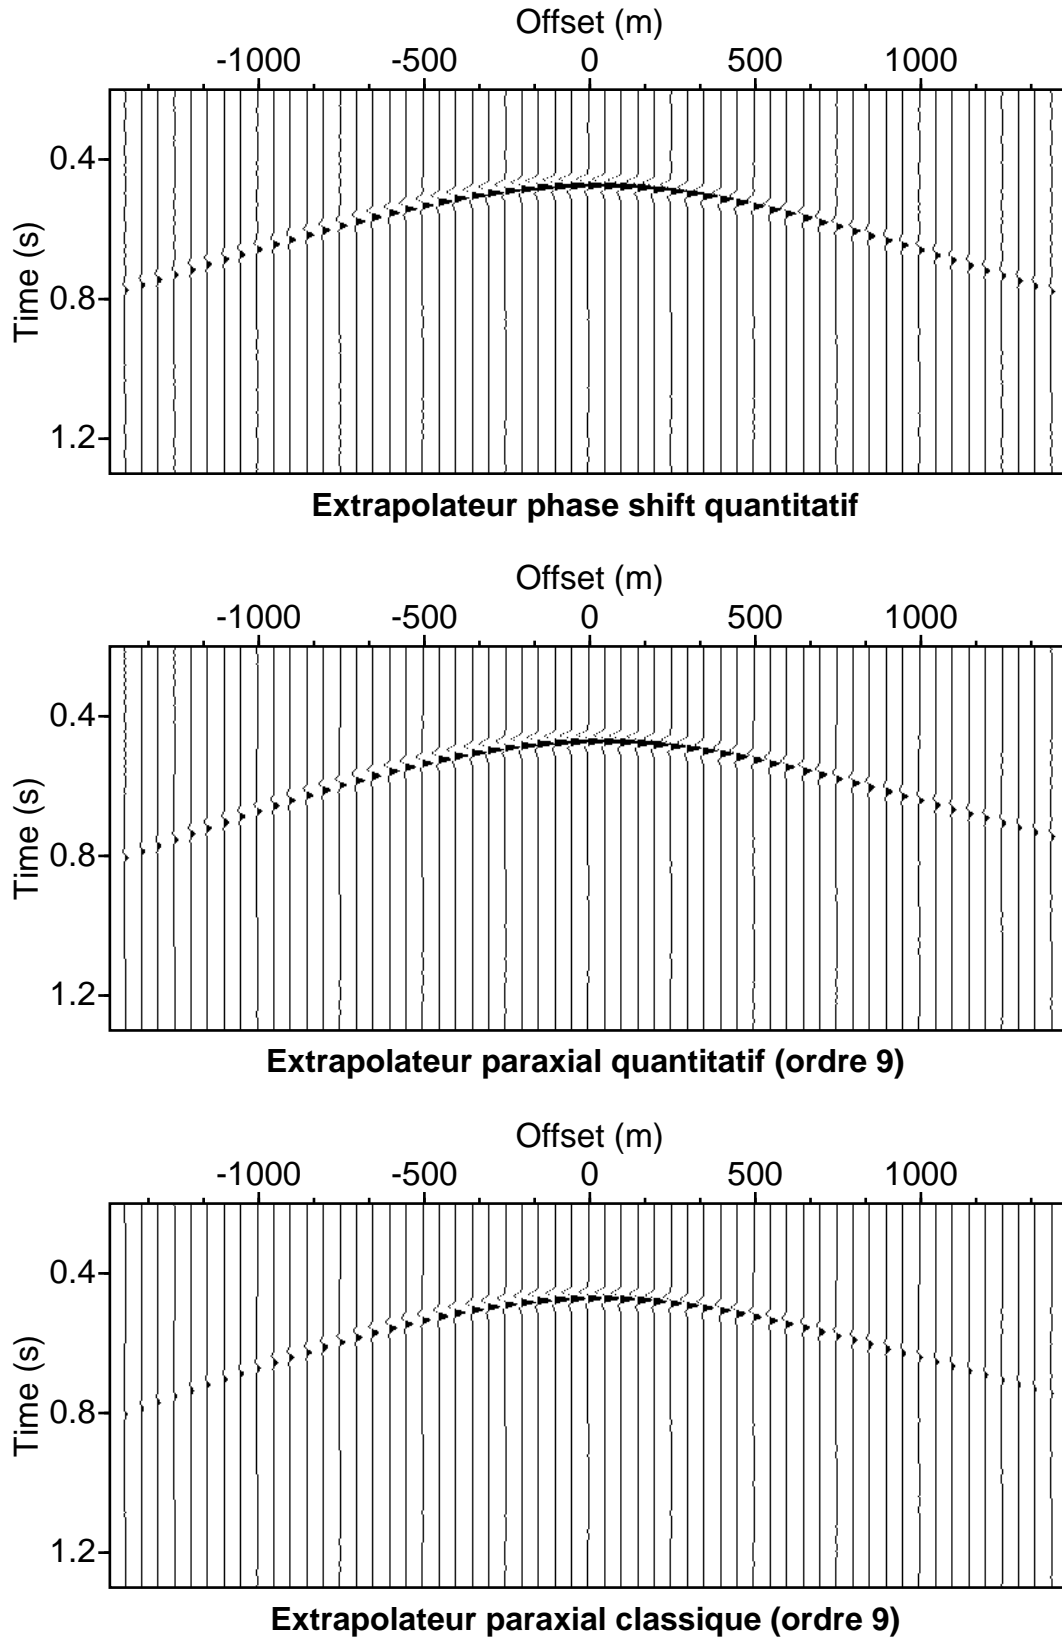 Offset (m)
-1000 -500 0 500 1000
0.4
0.8
1.2
Time (s)
Extrapolateur phase shift quantitatif
Offset (m)
-1000 -500 0 500 1000
0.4
0.8
1.2
Time (s)
Extrapolateur paraxial quantitatif (ordre 9)
Offset (m)
-1000 -500 0 500 1000
0.4
0.8
1.2
Time (s)
Extrapolateur paraxial classique (ordre 9)